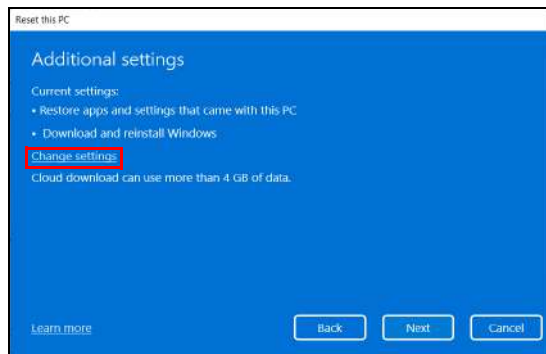 Reset this PC
Additional settings
Current settings:
• Restore apps and settings that came with this PC
• Download and reinstall Windows
Change settings
Cloud download can use more than 4 GB of data.
Learn more
Back
Next
Cancel